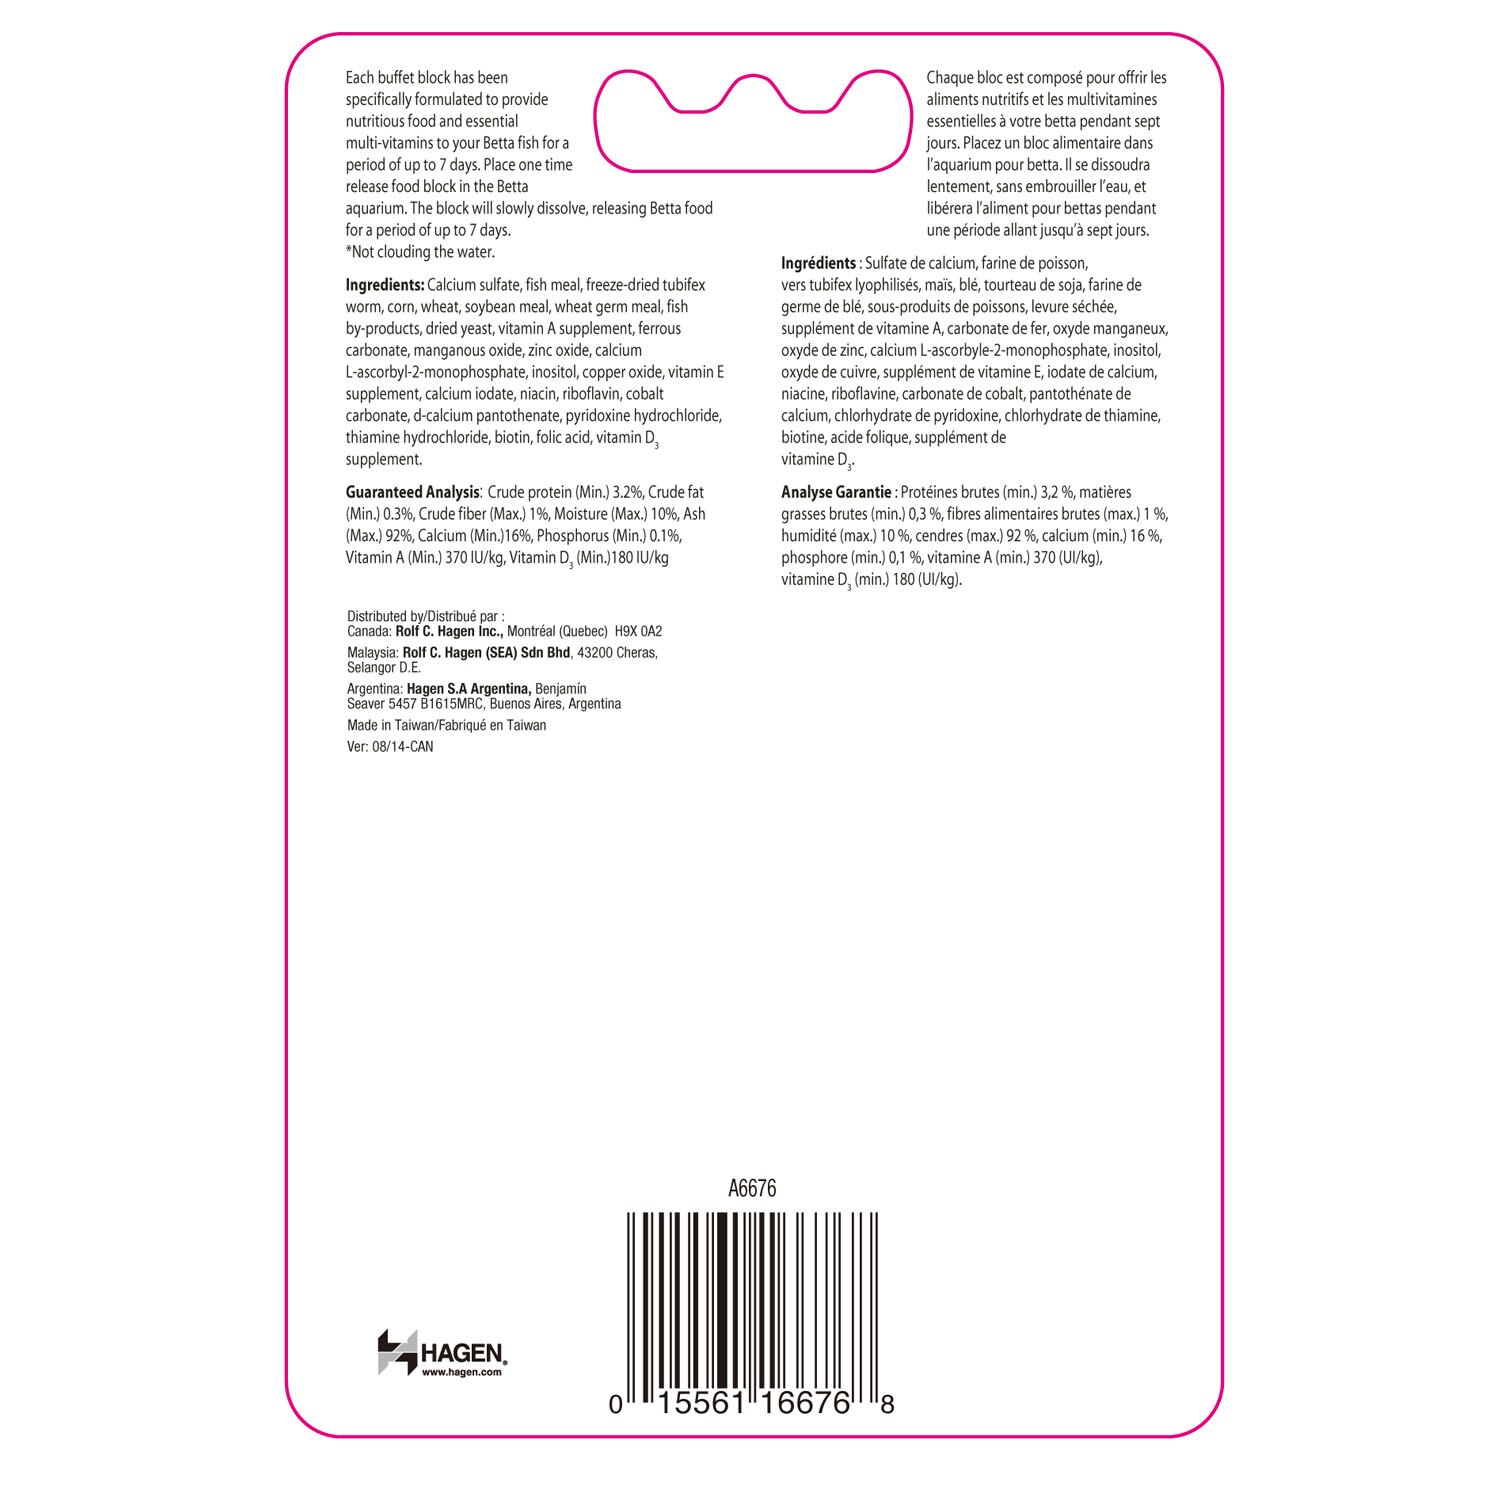 Each buffet block has been
specifically formulated to provide
nutritious food and essential
multi-vitamins to your Betta fish for a
period of up to 7 days. Place one time
release food block in the Betta
aquarium. The block will slowly dissolve, releasing Betta food
for a period of up to 7 days.
*Not clouding the water.
Ingredients: Calcium sulfate, fish meal, freeze-dried tubifex
worm, corn, wheat, soybean meal, wheat germ meal, fish
by-products, dried yeast, vitamin A supplement, ferrous
carbonate, manganous oxide, zinc oxide, calcium
L-ascorbyl-2-monophosphate, inositol, copper oxide, vitamin E
supplement, calcium iodate, niacin, riboflavin, cobalt
carbonate, d-calcium pantothenate, pyridoxine hydrochloride,
thiamine hydrochloride, biotin, folic acid, vitamin D3
supplement.
Guaranteed Analysis: Crude protein (Min.) 3.2%, Crude fat
(Min.) 0.3%, Crude fiber (Max.) 1%, Moisture (Max.) 10%, Ash
(Max.) 92%, Calcium (Min.)16%, Phosphorus (Min.) 0.1%,
Vitamin A (Min.) 370 IU/kg, Vitamin D3 (Min.)180 IU/kg
Distributed by/Distribué par :
Canada: Rolf C. Hagen Inc., Montréal (Quebec) H9X 0A2
Malaysia: Rolf C. Hagen (SEA) Sdn Bhd, 43200 Cheras,
Selangor D.E.
Argentina: Hagen S.A Argentina, Benjamín
Seaver 5457 B1615MRC, Buenos Aires, Argentina
Made in Taiwan/Fabriqué en Taiwan
Ver: 08/14-CAN
Chaque bloc est composé pour offrir les
aliments nutritifs et les multivitamines
essentielles à votre betta pendant sept
jours. Placez un bloc alimentaire dans
l'aquarium pour betta. Il se dissoudra
lentement, sans embrouiller l'eau, et
libérera l'aliment pour bettas pendant
une période allant jusqu'à sept jours.
Ingrédients : Sulfate de calcium, farine de poisson,
vers tubifex lyophilisés, maïs, blé, tourteau de soja, farine de
germe de blé, sous-produits de poissons, levure séchée,
supplément de vitamine A, carbonate de fer, oxyde manganeux,
oxyde de zinc, calcium L-ascorbyle-2-monophosphate, inositol,
oxyde de cuivre, supplément de vitamine E, iodate de calcium,
niacine, riboflavine, carbonate de cobalt, pantothénate de
calcium, chlorhydrate de pyridoxine, chlorhydrate de thiamine,
biotine, acide folique, supplément de
vitamine D3.
Analyse Garantie : Protéines brutes (min.) 3,2 %, matières
grasses brutes (min.) 0,3 %, fibres alimentaires brutes (max.) 1 %,
humidité (max.) 10 %, cendres (max.) 92 %, calcium (min.) 16 %,
phosphore (min.) 0,1 %, vitamine A (min.) 370 (UI/kg),
vitamine D3 (min.) 180 (UI/kg).
A6676
HAGEN®
www.hagen.com
0 15561 16676 8